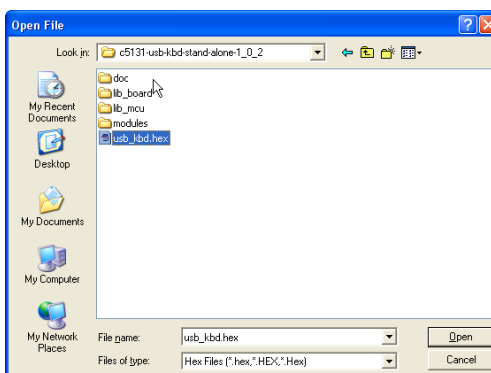 Open File
Look in: c5131-usb-kbd-stand-alone-1_0_2
doc
lib_board
lib_mcu
modules
usb_kbd.hex
My Recent
Documents
Desktop
My Documents
My Computer
My Network
Places
File name: usb_kbd.hex Open
Files of type: Hex Files (*.hex,*.HEX,*.Hex) Cancel